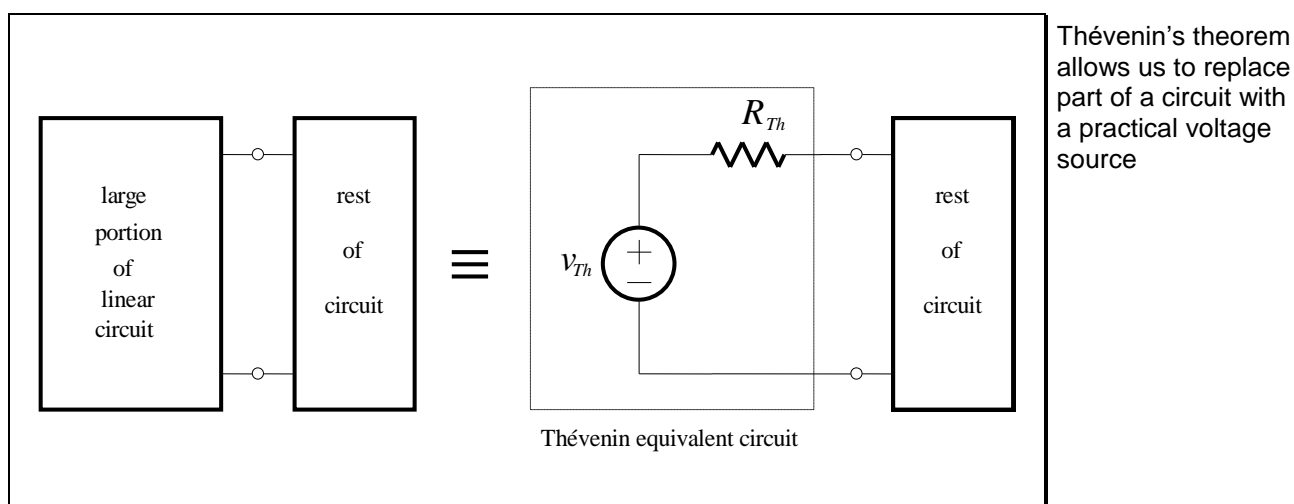 Thévenin's theorem
allows us to replace
part of a circuit with
a practical voltage
source
large
portion
of
linear
circuit
rest
of
circuit
≡
v_Th
+
−
R_Th
rest
of
circuit
Thévenin equivalent circuit